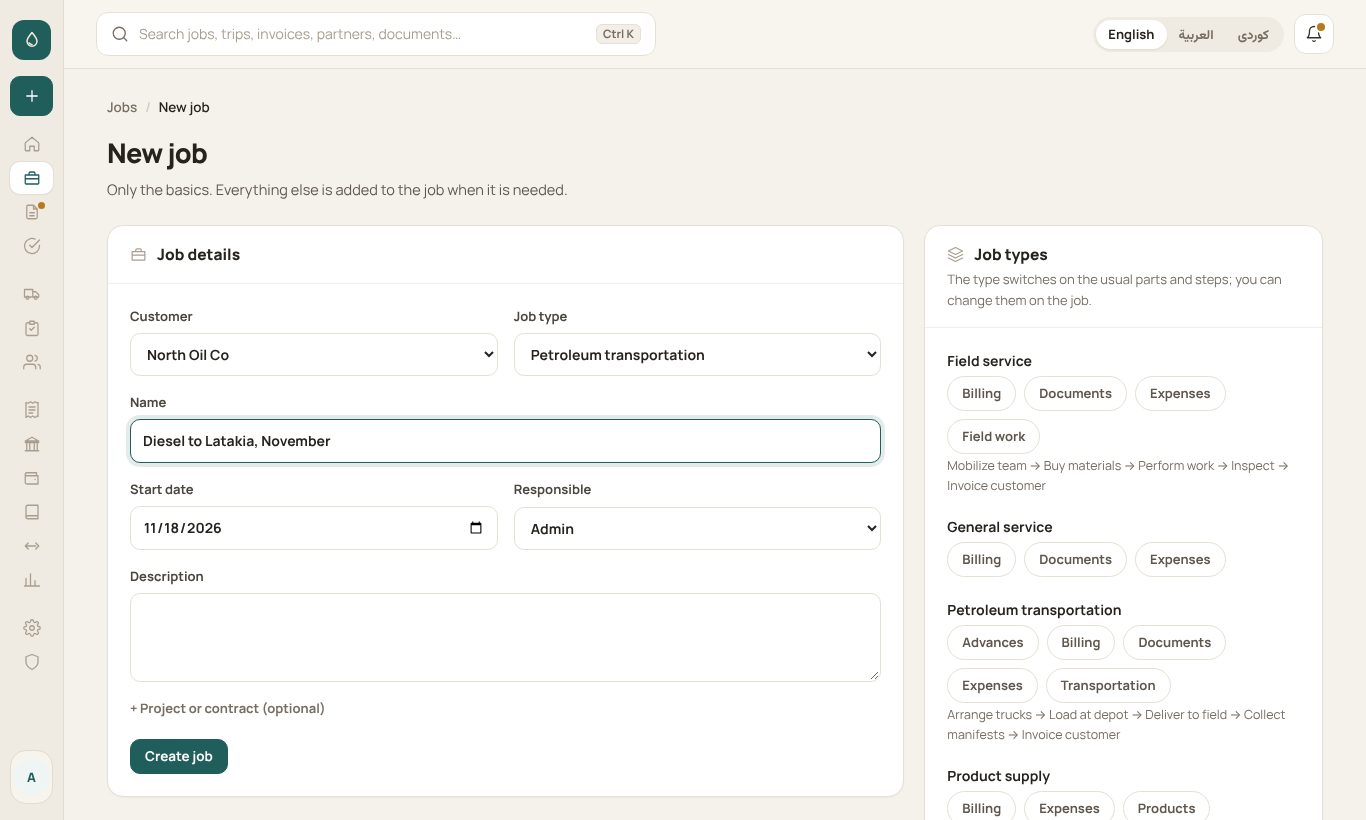 Search jobs, trips, invoices, partners, documents...
Ctrl K
English
العربية
كوردی
Jobs / New job
New job
Only the basics. Everything else is added to the job when it is needed.
Job details
Customer
Job type
North Oil Co
Petroleum transportation
Name
Diesel to Latakia, November
Start date
Responsible
11/18/2026
Admin
Description
+ Project or contract (optional)
Create job
Job types
The type switches on the usual parts and steps; you can
change them on the job.
Field service
Billing
Documents
Expenses
Field work
Mobilize team → Buy materials → Perform work → Inspect →
Invoice customer
General service
Billing
Documents
Expenses
Petroleum transportation
Advances
Billing
Documents
Expenses
Transportation
Arrange trucks → Load at depot → Deliver to field → Collect
manifests → Invoice customer
Product supply
Billing
Expenses
Products
A